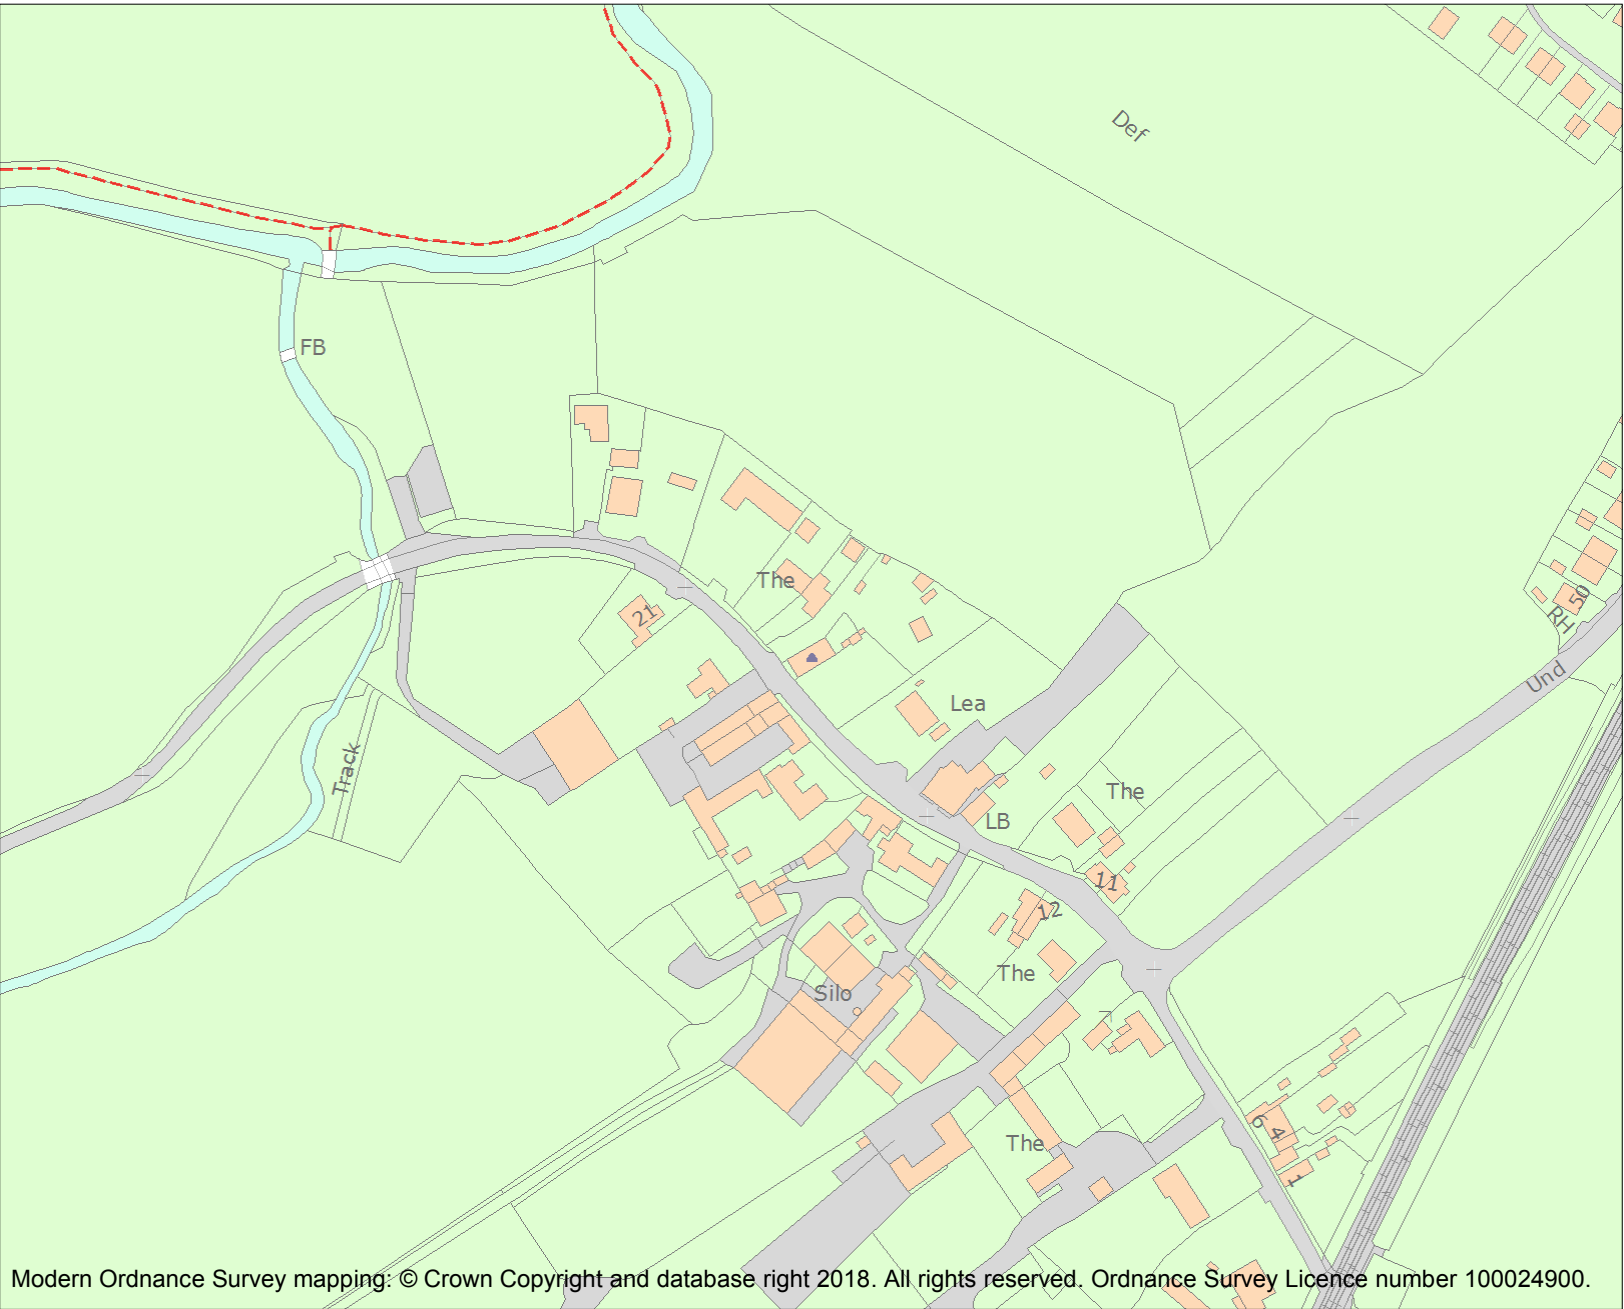 Def
FB
The
21
50
RH
Und
Lea
Track
The
LB
11
12
The
Silo
6
4
The
1
Modern Ordnance Survey mapping: © Crown Copyright and database right 2018. All rights reserved. Ordnance Survey Licence number 100024900.